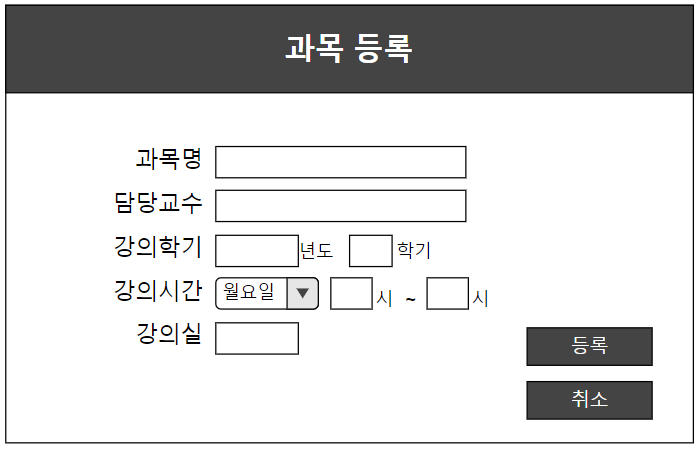 과목 등록
과목명
담당교수
강의학기 년도 학기
강의시간 월요일 시 ~ 시
강의실
등록
취소